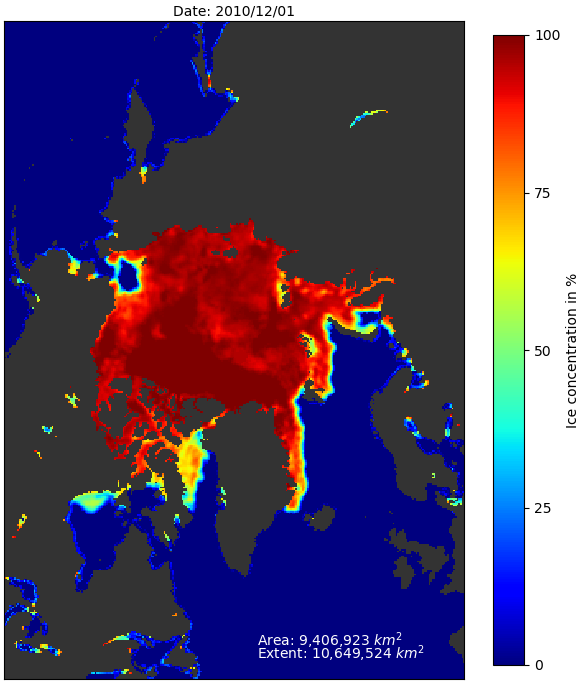 Date: 2010/12/01
100
75
50
25
0
Ice concentration in %
Area: 9,406,923 km²
Extent: 10,649,524 km²